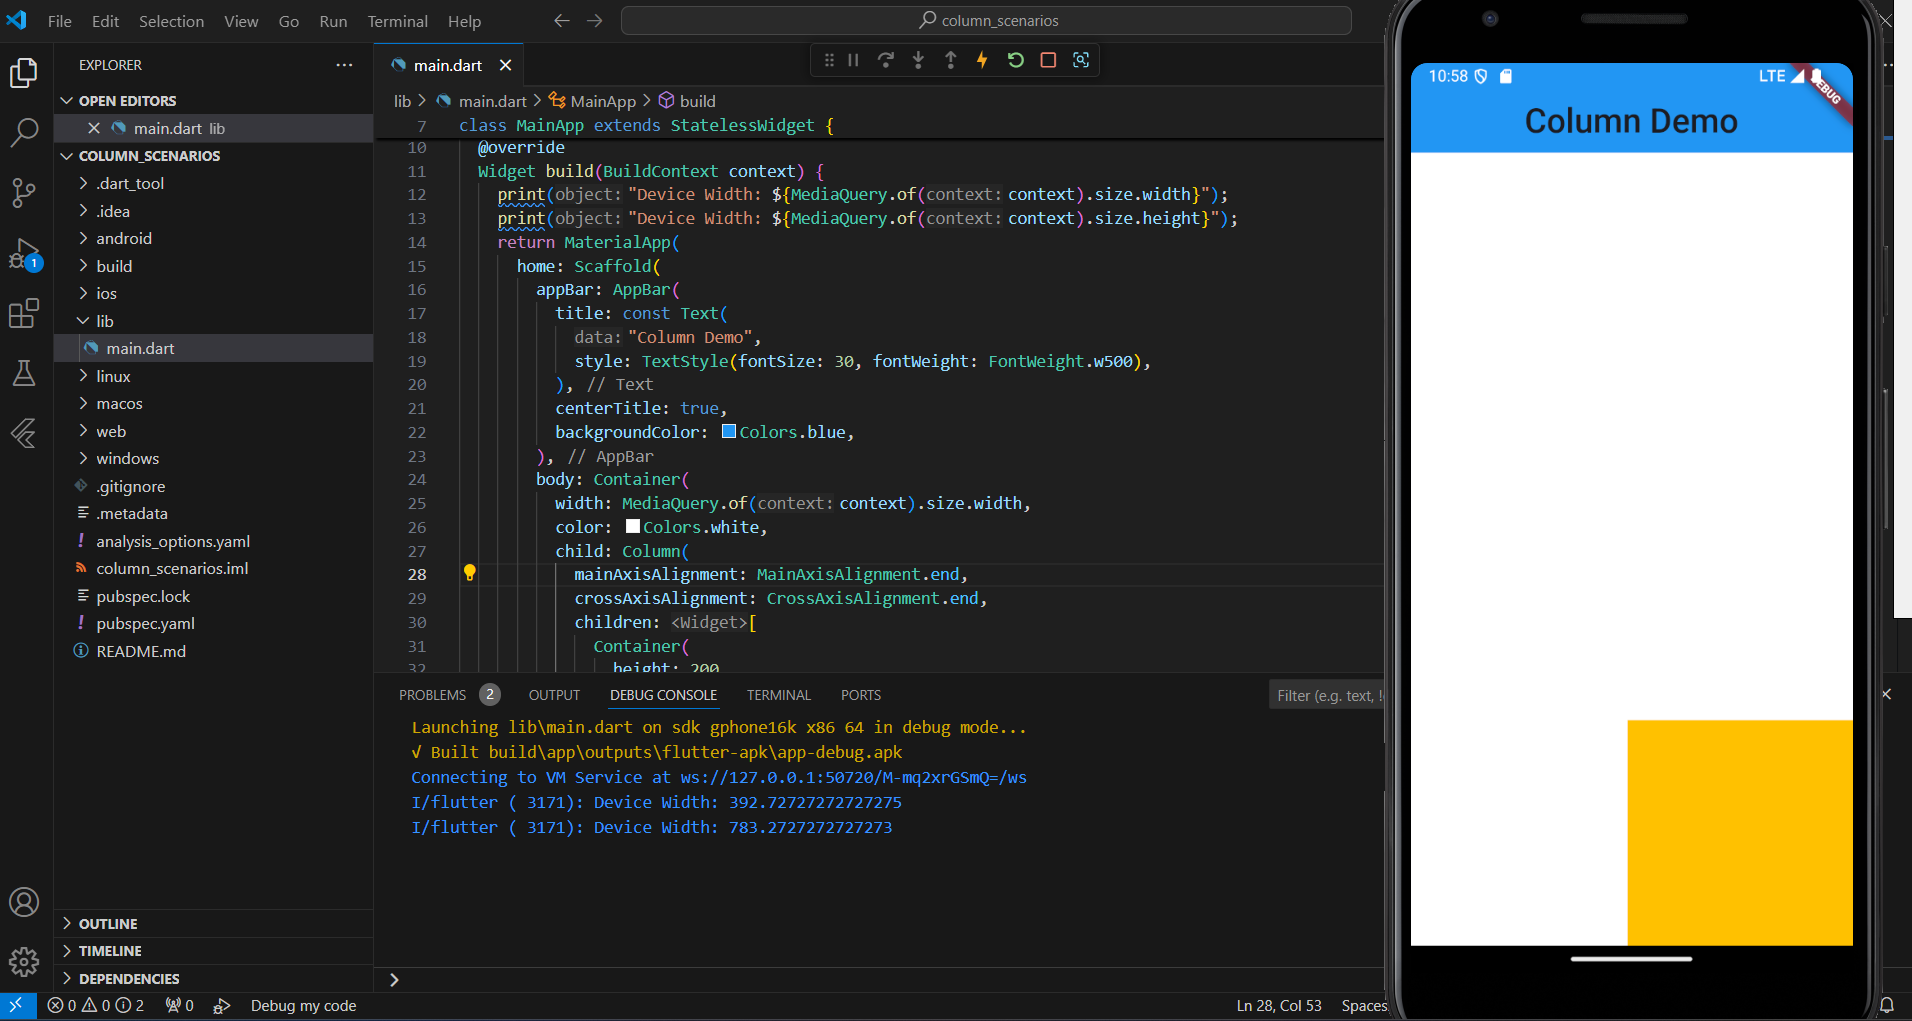 File Edit Selection View Go Run Terminal Help
column_scenarios
EXPLORER
OPEN EDITORS
main.dart lib
COLUMN_SCENARIOS
.dart_tool
.idea
android
build
ios
lib
main.dart
linux
macos
web
windows
.gitignore
.metadata
analysis_options.yaml
column_scenarios.iml
pubspec.lock
pubspec.yaml
README.md
OUTLINE
TIMELINE
DEPENDENCIES
1
main.dart
lib > main.dart > MainApp > build
7 class MainApp extends StatelessWidget {
10 @override
11 Widget build(BuildContext context) {
12 print(object: "Device Width: ${MediaQuery.of(context: context).size.width}");
13 print(object: "Device Width: ${MediaQuery.of(context: context).size.height}");
14 return MaterialApp(
15 home: Scaffold(
16 appBar: AppBar(
17 title: const Text(
18 data: "Column Demo",
19 style: TextStyle(fontSize: 30, fontWeight: FontWeight.w500),
20 ), // Text
21 centerTitle: true,
22 backgroundColor: Colors.blue,
23 ), // AppBar
24 body: Container(
25 width: MediaQuery.of(context: context).size.width,
26 color: Colors.white,
27 child: Column(
28 mainAxisAlignment: MainAxisAlignment.end,
29 crossAxisAlignment: CrossAxisAlignment.end,
30 children: <Widget>[
31 Container(
32 height: 200
PROBLEMS 2 OUTPUT DEBUG CONSOLE TERMINAL PORTS
Filter (e.g. text, !
Launching lib\main.dart on sdk gphone16k x86 64 in debug mode...
√ Built build\app\outputs\flutter-apk\app-debug.apk
Connecting to VM Service at ws://127.0.0.1:50720/M-mq2xrGSmQ=/ws
I/flutter ( 3171): Device Width: 392.72727272727275
I/flutter ( 3171): Device Width: 783.2727272727273
0 0 2 0 Debug my code
Ln 28, Col 53 Spaces
10:58 LTE
DEBUG
Column Demo